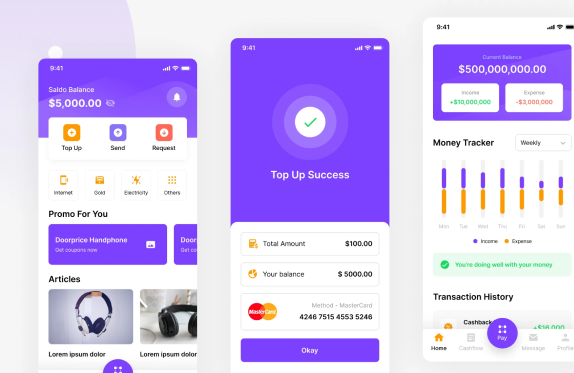 9:41
Saldo Balance
$5,000.00
Top Up
Send
Request
Internet
Gold
Electricity
Others
Promo For You
Doorprice Handphone
Get coupons now
Articles
Lorem ipsum dolor
Lorem ipsum dolor
9:41
Top Up Success
Total Amount
$100.00
Your balance
$ 5000.00
MasterCard
Method - MasterCard
4246 7515 4553 5246
Okay
9:41
Current Balance
$500,000,000.00
Income
+$10,000,000
Expense
-$3,000,000
Money Tracker
Weekly
Mon Tue Wed Thu Fri Sat Sun
Income Expense
You're doing well with your money
Transaction History
+$16.000
Home
Cashflow
Pay
Message
Profile